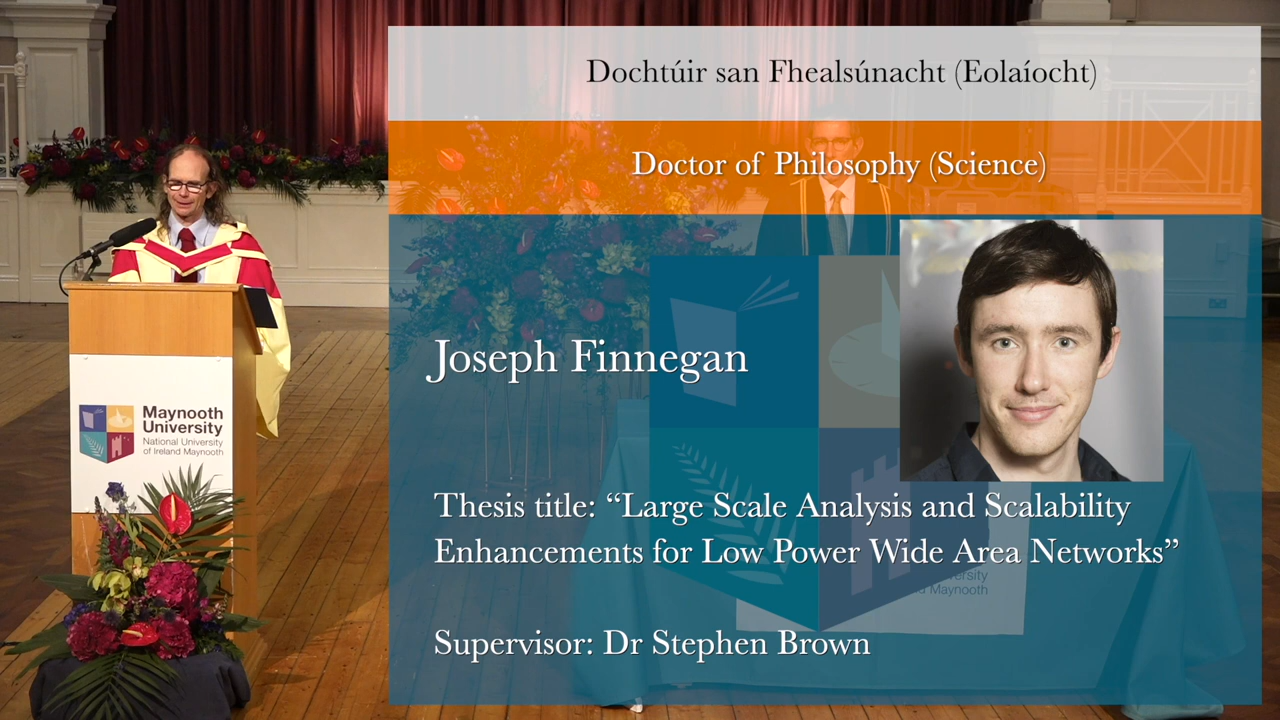 Dochtúir san Fhealsúnacht (Eolaíocht)
Doctor of Philosophy (Science)
Joseph Finnegan
Thesis title: “Large Scale Analysis and Scalability
Enhancements for Low Power Wide Area Networks”
Supervisor: Dr Stephen Brown
Maynooth
University
National University
of Ireland Maynooth
Maynooth